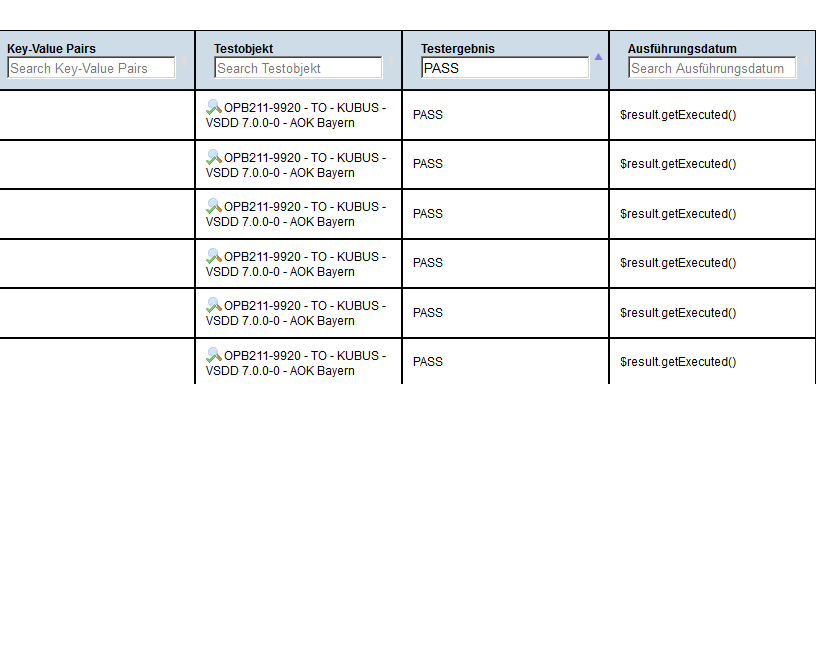 Key-Value Pairs Testobjekt Testergebnis Ausführungsdatum
Search Key-Value Pairs Search Testobjekt PASS Search Ausführungsdatum
OPB211-9920 - TO - KUBUS -
VSDD 7.0.0-0 - AOK Bayern
PASS
$result.getExecuted()
OPB211-9920 - TO - KUBUS -
VSDD 7.0.0-0 - AOK Bayern
PASS
$result.getExecuted()
OPB211-9920 - TO - KUBUS -
VSDD 7.0.0-0 - AOK Bayern
PASS
$result.getExecuted()
OPB211-9920 - TO - KUBUS -
VSDD 7.0.0-0 - AOK Bayern
PASS
$result.getExecuted()
OPB211-9920 - TO - KUBUS -
VSDD 7.0.0-0 - AOK Bayern
PASS
$result.getExecuted()
OPB211-9920 - TO - KUBUS -
VSDD 7.0.0-0 - AOK Bayern
PASS
$result.getExecuted()